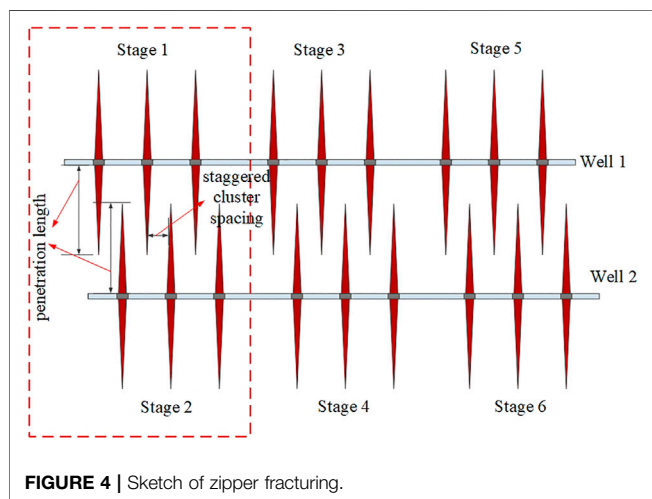 Stage 1
Stage 3
Stage 5
Well 1
staggered
cluster
spacing
penetration length
Well 2
Stage 2
Stage 4
Stage 6
FIGURE 4 | Sketch of zipper fracturing.